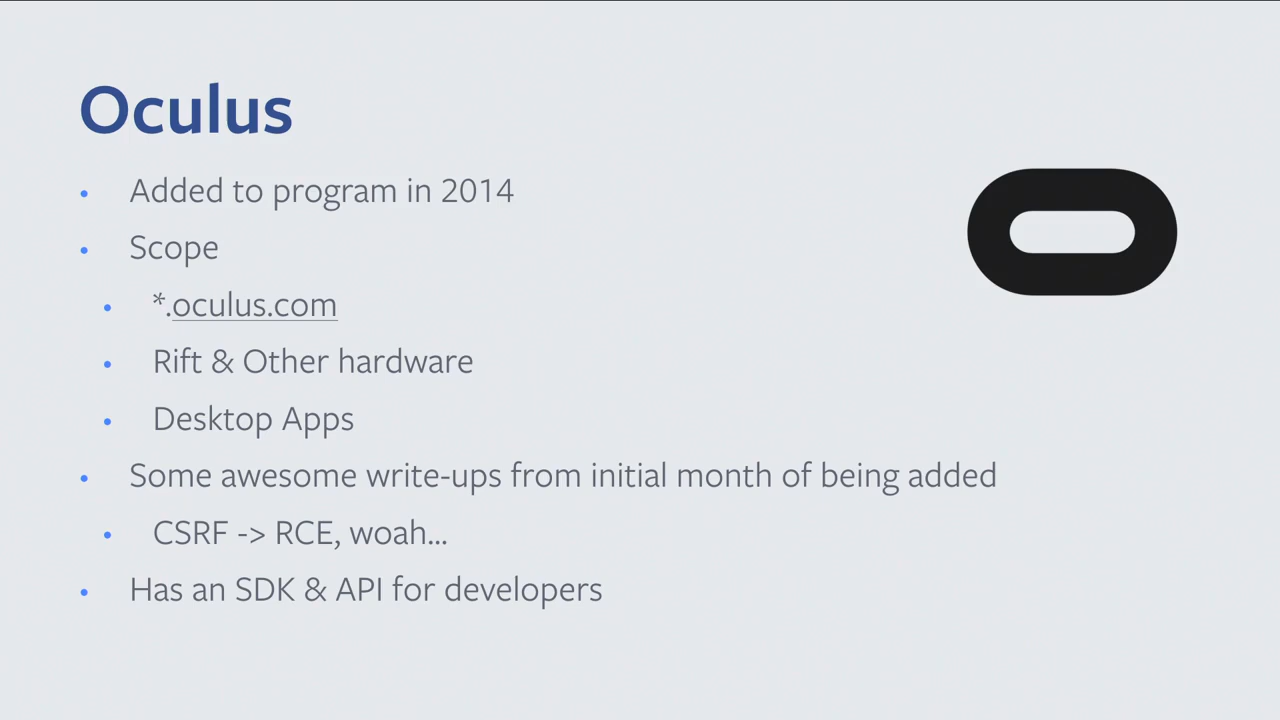 Oculus
• Added to program in 2014
• Scope
• *.oculus.com
• Rift & Other hardware
• Desktop Apps
• Some awesome write-ups from initial month of being added
• CSRF -> RCE, woah...
• Has an SDK & API for developers